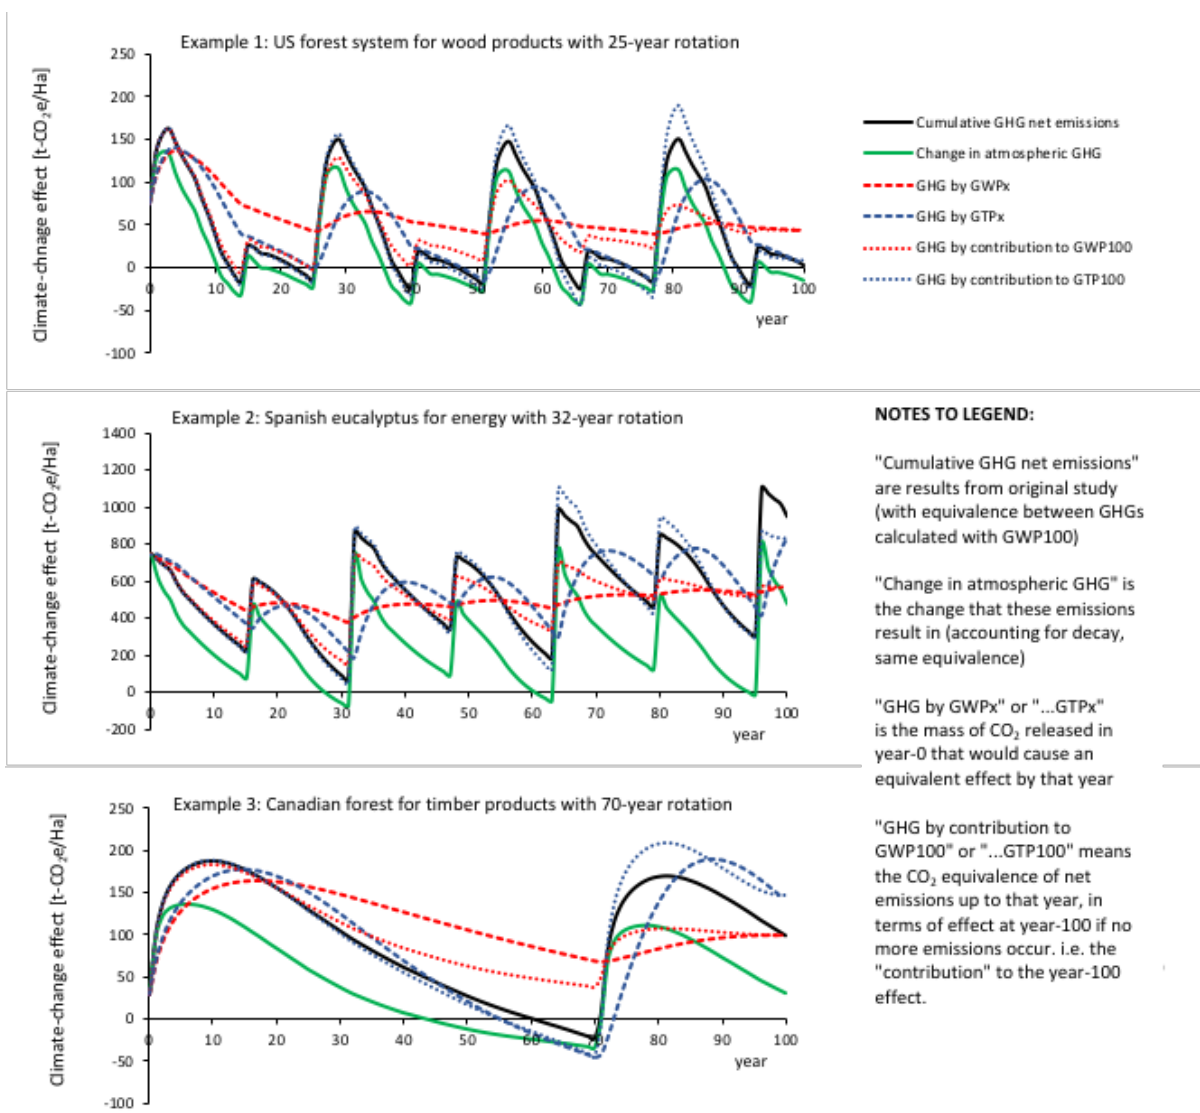 Example 1: US forest system for wood products with 25-year rotation
Climate-chnage effect [t-CO₂e/Ha]
250
200
150
100
50
0
-50
-100
0 10 20 30 40 50 60 70 80 90 100
year
Cumulative GHG net emissions
Change in atmospheric GHG
GHG by GWPx
GHG by GTPx
GHG by contribution to GWP100
GHG by contribution to GTP100
Example 2: Spanish eucalyptus for energy with 32-year rotation
Climate-change effect [t-CO₂e/Ha]
1400
1200
1000
800
600
400
200
0
-200
0 10 20 30 40 50 60 70 80 90 100
year
Example 3: Canadian forest for timber products with 70-year rotation
Climate-change effect [t-CO₂e/Ha]
250
200
150
100
50
0
-50
-100
0 10 20 30 40 50 60 70 80 90 100
year
NOTES TO LEGEND:
"Cumulative GHG net emissions"
are results from original study
(with equivalence between GHGs
calculated with GWP100)
"Change in atmospheric GHG" is
the change that these emissions
result in (accounting for decay,
same equivalence)
"GHG by GWPx" or "...GTPx"
is the mass of CO₂ released in
year-0 that would cause an
equivalent effect by that year
"GHG by contribution to
GWP100" or "...GTP100" means
the CO₂ equivalence of net
emissions up to that year, in
terms of effect at year-100 if no
more emissions occur. i.e. the
"contribution" to the year-100
effect.